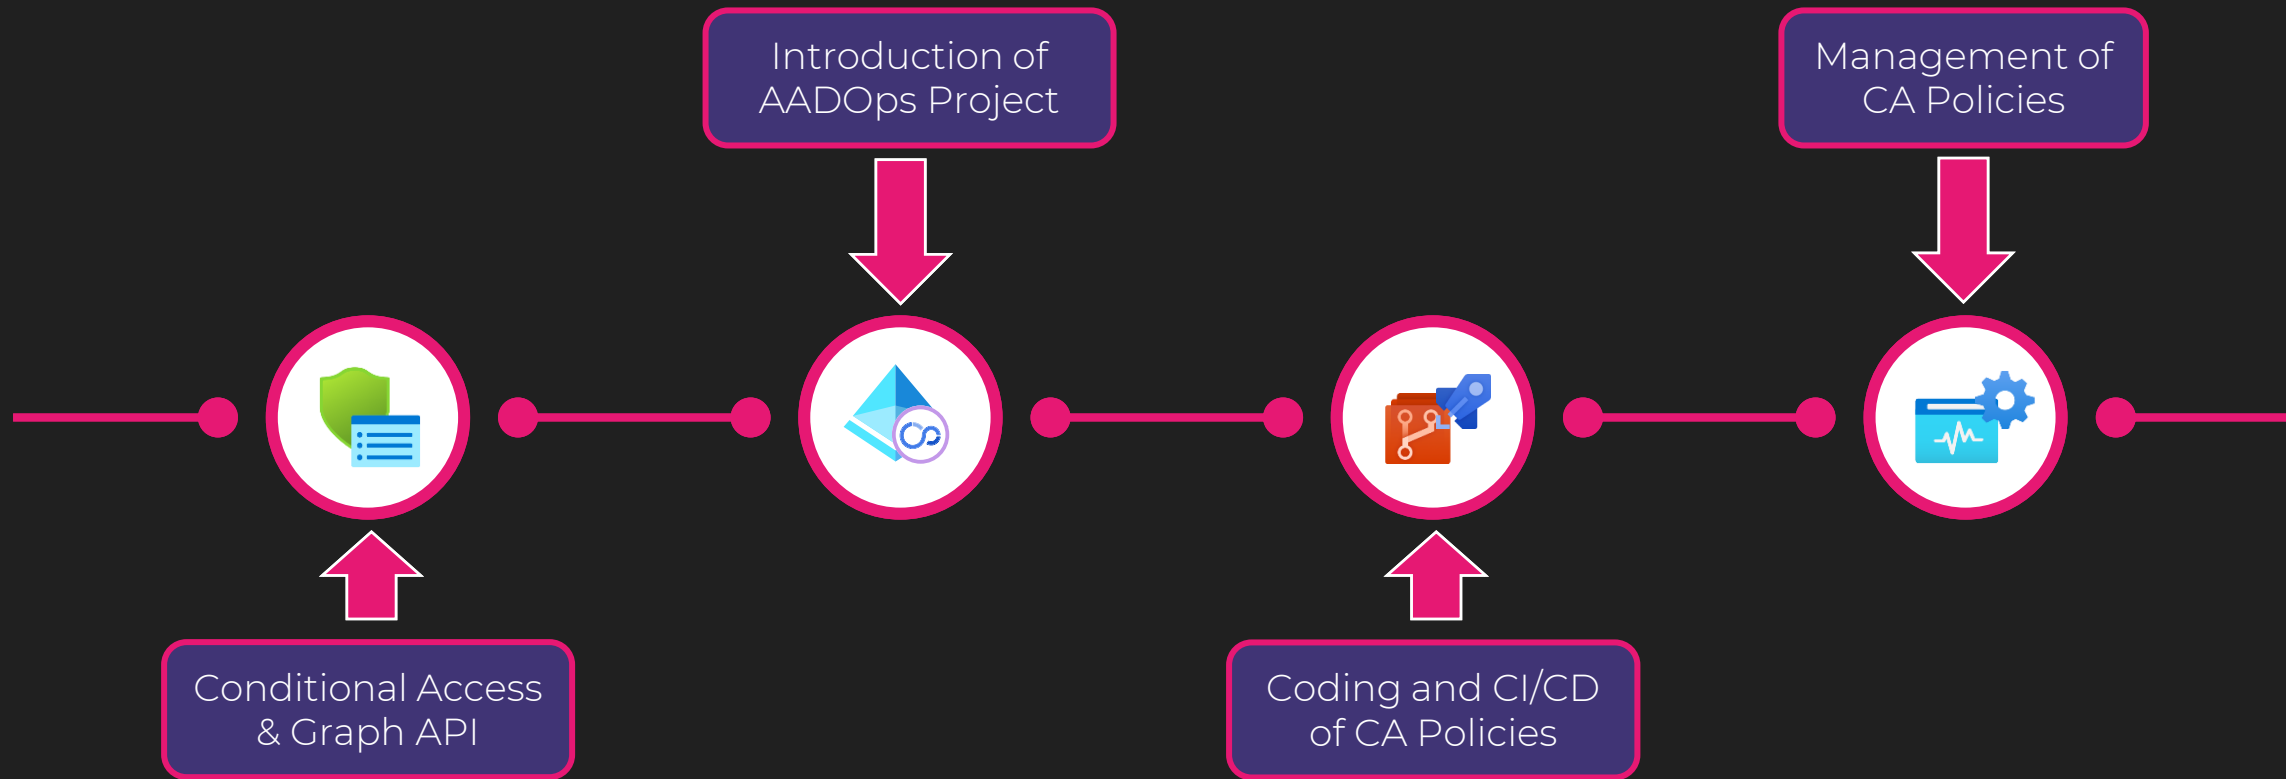 Introduction of
AADOps Project
Management of
CA Policies
Conditional Access
& Graph API
Coding and CI/CD
of CA Policies